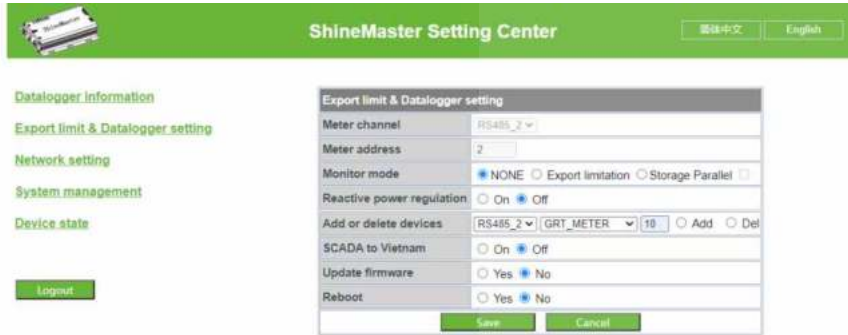 ShineMaster
ShineMaster Setting Center
简体中文
English
Datalogger information
Export limit & Datalogger setting
Network setting
System management
Device state
Logout
Export limit & Datalogger setting
Meter channel RS485_2
Meter address 2
Monitor mode NONE Export limitation Storage Parallel
Reactive power regulation On Off
Add or delete devices RS485_2 GRT_METER 10 Add Del
SCADA to Vietnam On Off
Update firmware Yes No
Reboot Yes No
Save Cancel